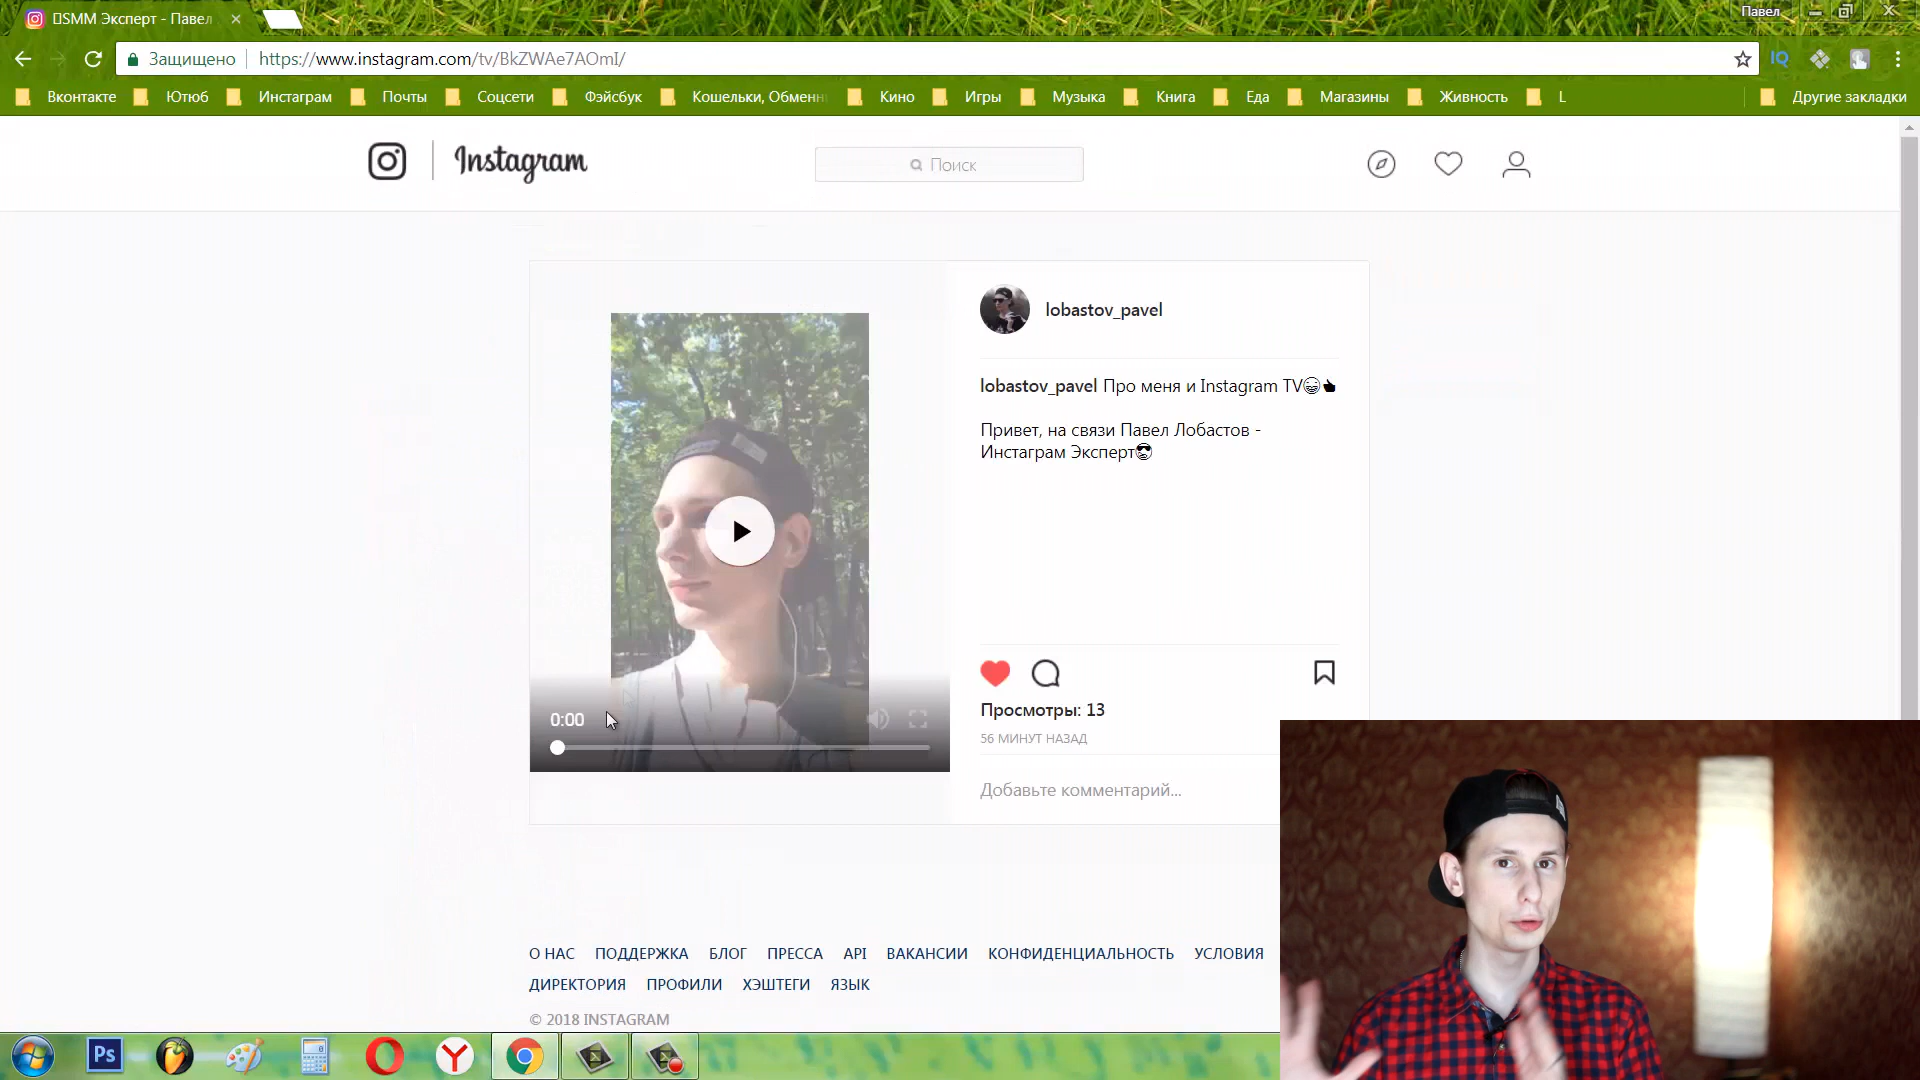 SMM Эксперт - Павел
Павел
Защищено
https://www.instagram.com/tv/BkZWAe7AOmI/
Вконтакте
Ютюб
Инстаграм
Почты
Соцсети
Фэйсбук
Кошельки, Обменн
Кино
Игры
Музыка
Книга
Еда
Магазины
Живность
L
Другие закладки
IQ
Instagram
Поиск
lobastov_pavel
lobastov_pavel Про меня и Instagram TV😂👍
Привет, на связи Павел Лобастов -
Инстаграм Эксперт😎
0:00
Просмотры: 13
56 МИНУТ НАЗАД
Добавьте комментарий...
О НАС ПОДДЕРЖКА БЛОГ ПРЕССА API ВАКАНСИИ КОНФИДЕНЦИАЛЬНОСТЬ УСЛОВИЯ
ДИРЕКТОРИЯ ПРОФИЛИ ХЭШТЕГИ ЯЗЫК
© 2018 INSTAGRAM
Ps